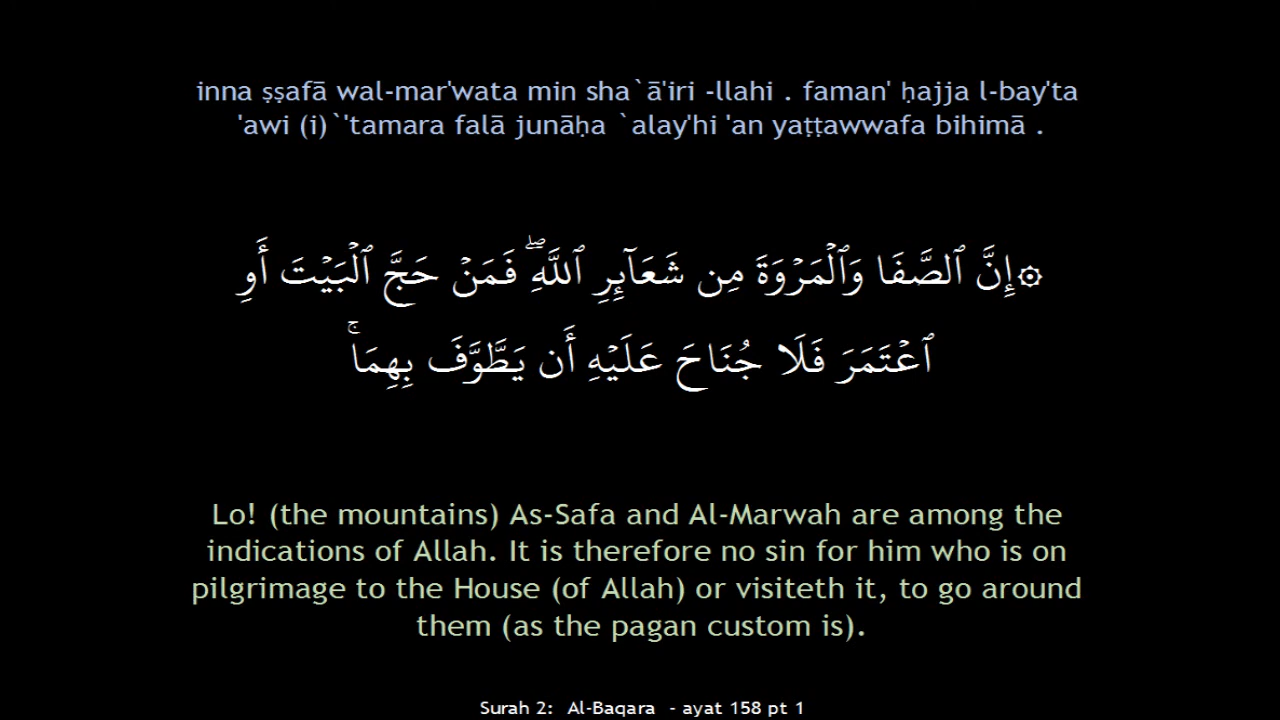 inna ṣṣafā wal-mar'wata min sha`ā'iri -llahi . faman' ḥajja l-bay'ta
'awi (i)`'tamara falā junāḥa `alay'hi 'an yaṭṭawwafa bihimā .
۞إِنَّ ٱلصَّفَا وَٱلۡمَرۡوَةَ مِن شَعَآئِرِ ٱللَّهِۖ فَمَنۡ حَجَّ ٱلۡبَيۡتَ أَوِ
ٱعۡتَمَرَ فَلَا جُنَاحَ عَلَيۡهِ أَن يَطَّوَّفَ بِهِمَاۚ
Lo! (the mountains) As-Safa and Al-Marwah are among the
indications of Allah. It is therefore no sin for him who is on
pilgrimage to the House (of Allah) or visiteth it, to go around
them (as the pagan custom is).
Surah 2: Al-Baqara - ayat 158 pt 1